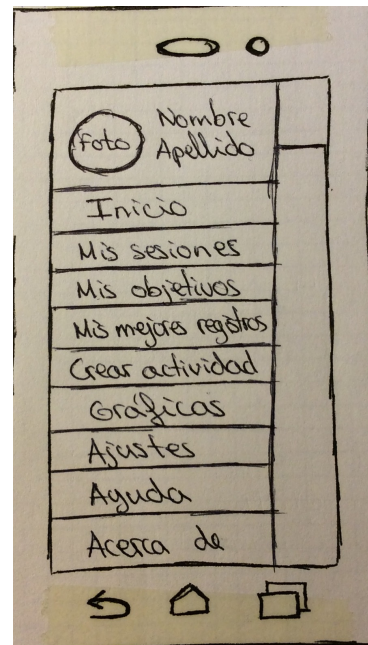 Foto
Nombre
Apellido
Inicio
Mis sesiones
Mis objetivos
Mis mejores registros
Crear actividad
Gráficas
Ajustes
Ayuda
Acerca de